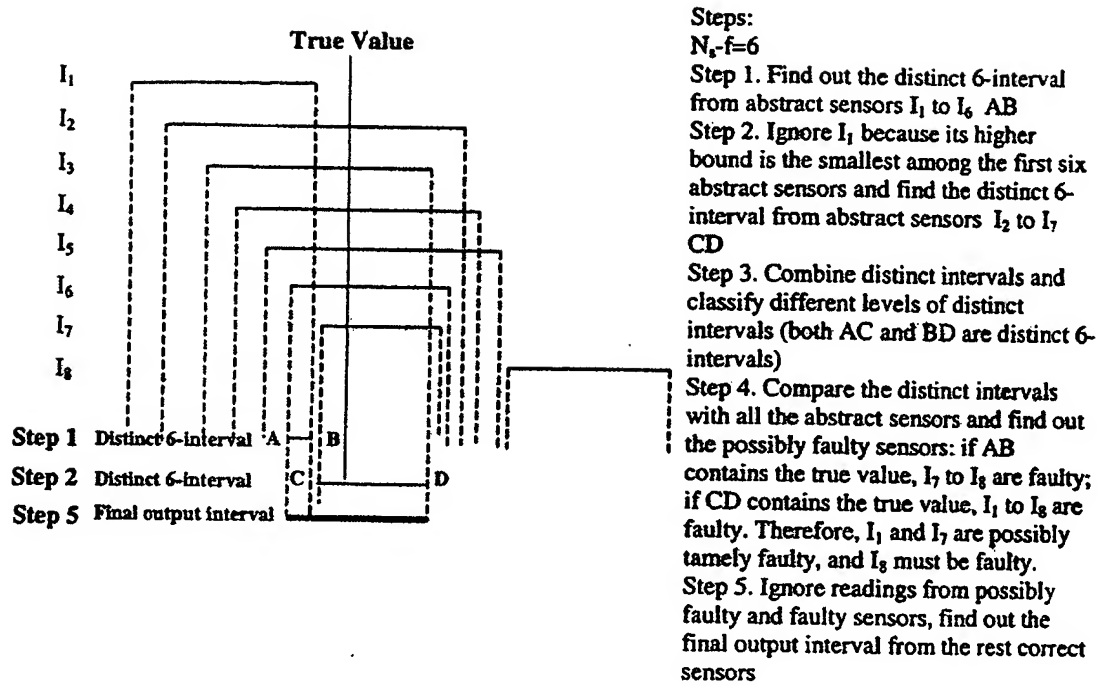 True Value
I₁
I₂
I₃
I₄
I₅
I₆
I₇
I₈
Step 1 Distinct 6-interval A B
Step 2 Distinct 6-interval C D
Step 5 Final output interval
Steps:
Nₛ-f=6
Step 1. Find out the distinct 6-interval
from abstract sensors I₁ to I₆ AB
Step 2. Ignore I₁ because its higher
bound is the smallest among the first six
abstract sensors and find the distinct 6-
interval from abstract sensors I₂ to I₇
CD
Step 3. Combine distinct intervals and
classify different levels of distinct
intervals (both AC and BD are distinct 6-
intervals)
Step 4. Compare the distinct intervals
with all the abstract sensors and find out
the possibly faulty sensors: if AB
contains the true value, I₇ to I₈ are faulty;
if CD contains the true value, I₁ to I₈ are
faulty. Therefore, I₁ and I₇ are possibly
tamely faulty, and I₈ must be faulty.
Step 5. Ignore readings from possibly
faulty and faulty sensors, find out the
final output interval from the rest correct
sensors